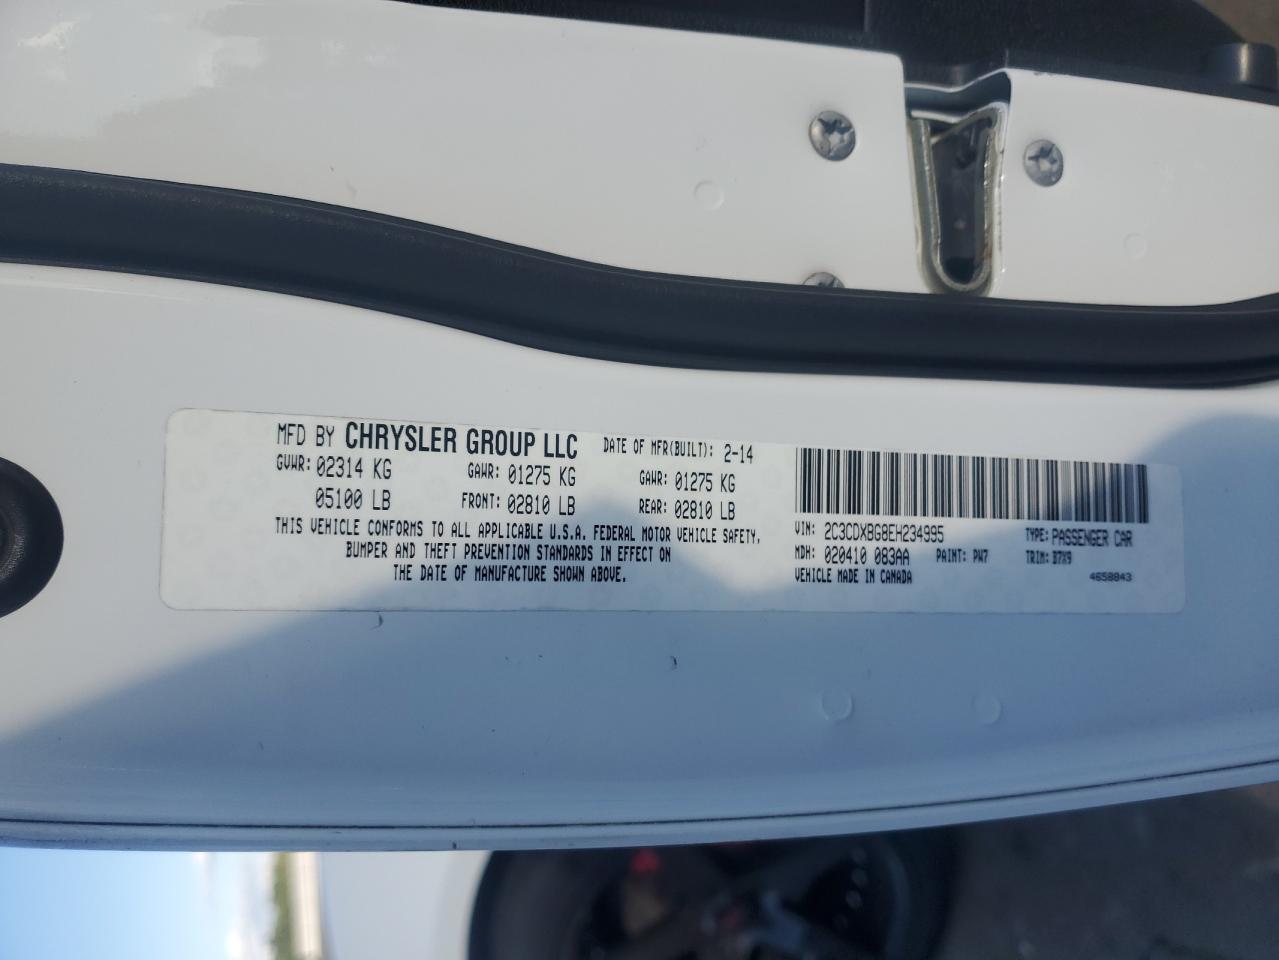 MFD BY CHRYSLER GROUP LLC DATE OF MFR(BUILT): 2-14
GVWR: 02314 KG GAWR: 01275 KG GAWR: 01275 KG
05100 LB FRONT: 02810 LB REAR: 02810 LB
THIS VEHICLE CONFORMS TO ALL APPLICABLE U.S.A. FEDERAL MOTOR VEHICLE SAFETY,
BUMPER AND THEFT PREVENTION STANDARDS IN EFFECT ON
THE DATE OF MANUFACTURE SHOWN ABOVE.
VIN: 2C3CDXBG8EH234995 TYPE: PASSENGER CAR
MDH: 020410 083AA PAINT: PW7 TRIM: B7X9
VEHICLE MADE IN CANADA 4658843